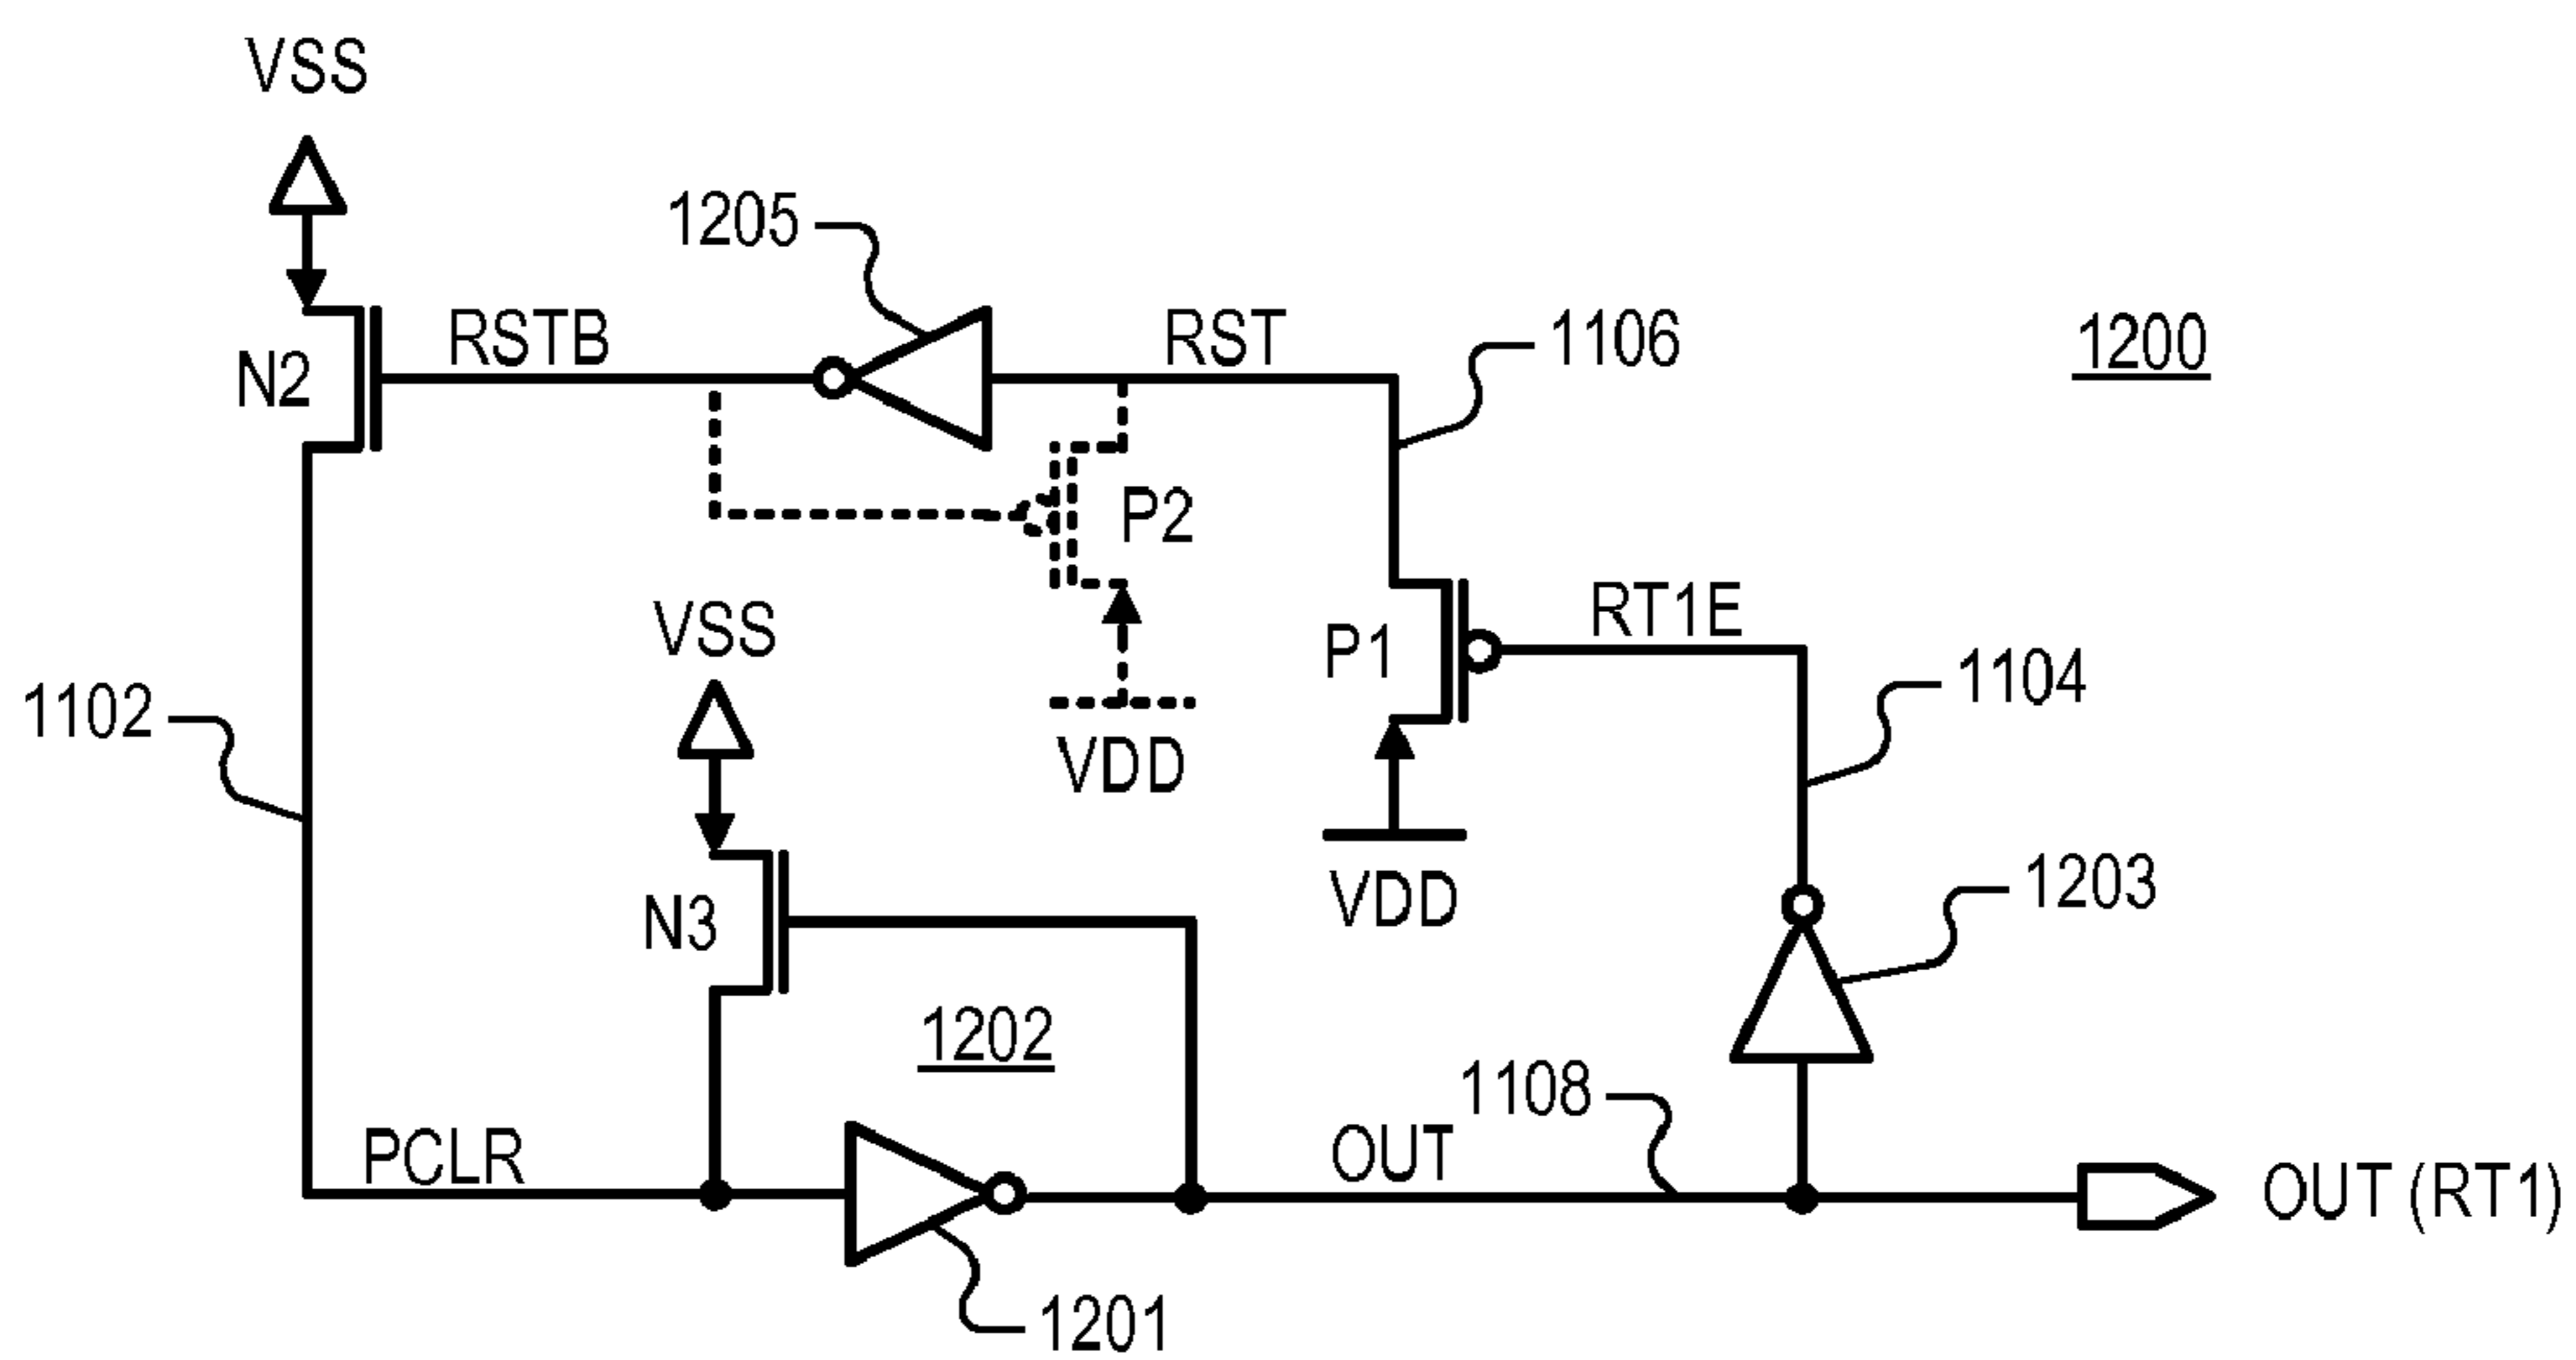 VSS
1205
RSTB
RST
1106
1200
N2
P2
VSS
P1
RT1E
1104
1102
VDD
VDD
1203
N3
1202
1108
PCLR
OUT
OUT (RT1)
1201